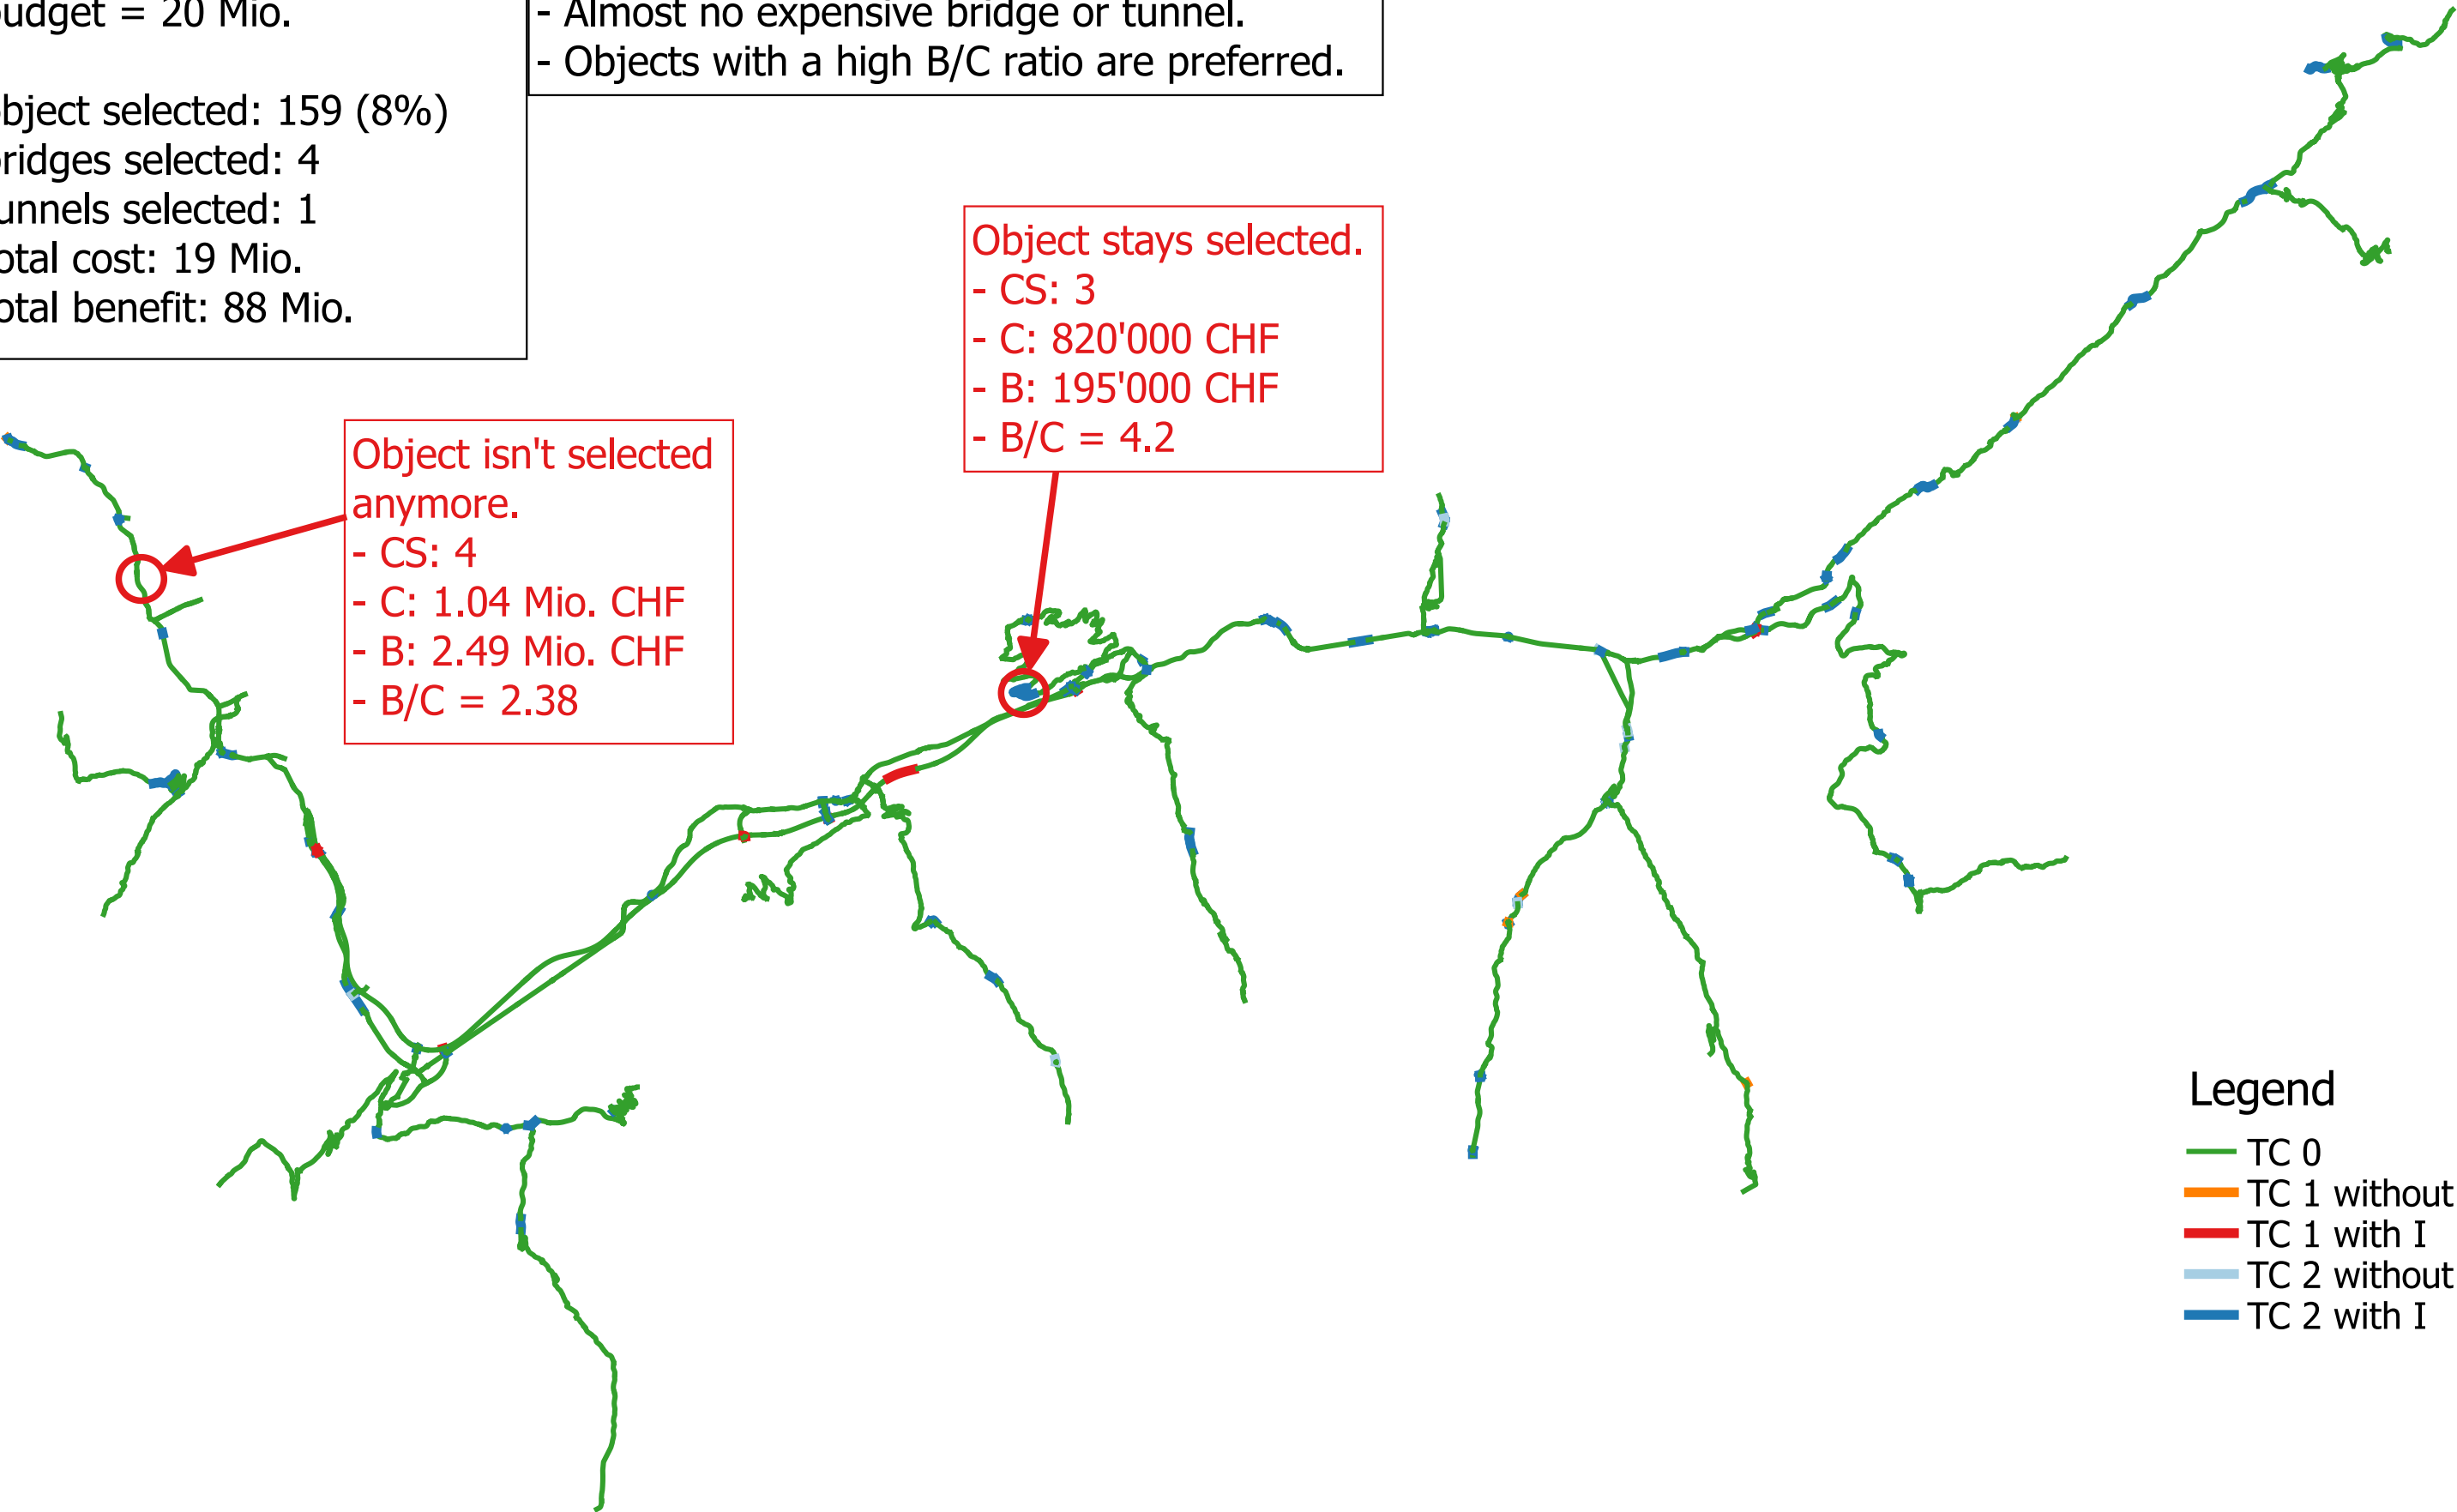 udget = 20 Mio.
bject selected: 159 (8%)
ridges selected: 4
unnels selected: 1
otal cost: 19 Mio.
otal benefit: 88 Mio.
- Almost no expensive bridge or tunnel.
- Objects with a high B/C ratio are preferred.
Object stays selected.
- CS: 3
- C: 820'000 CHF
- B: 195'000 CHF
- B/C = 4.2
Object isn't selected
anymore.
- CS: 4
- C: 1.04 Mio. CHF
- B: 2.49 Mio. CHF
- B/C = 2.38
Legend
TC 0
TC 1 without
TC 1 with I
TC 2 without
TC 2 with I